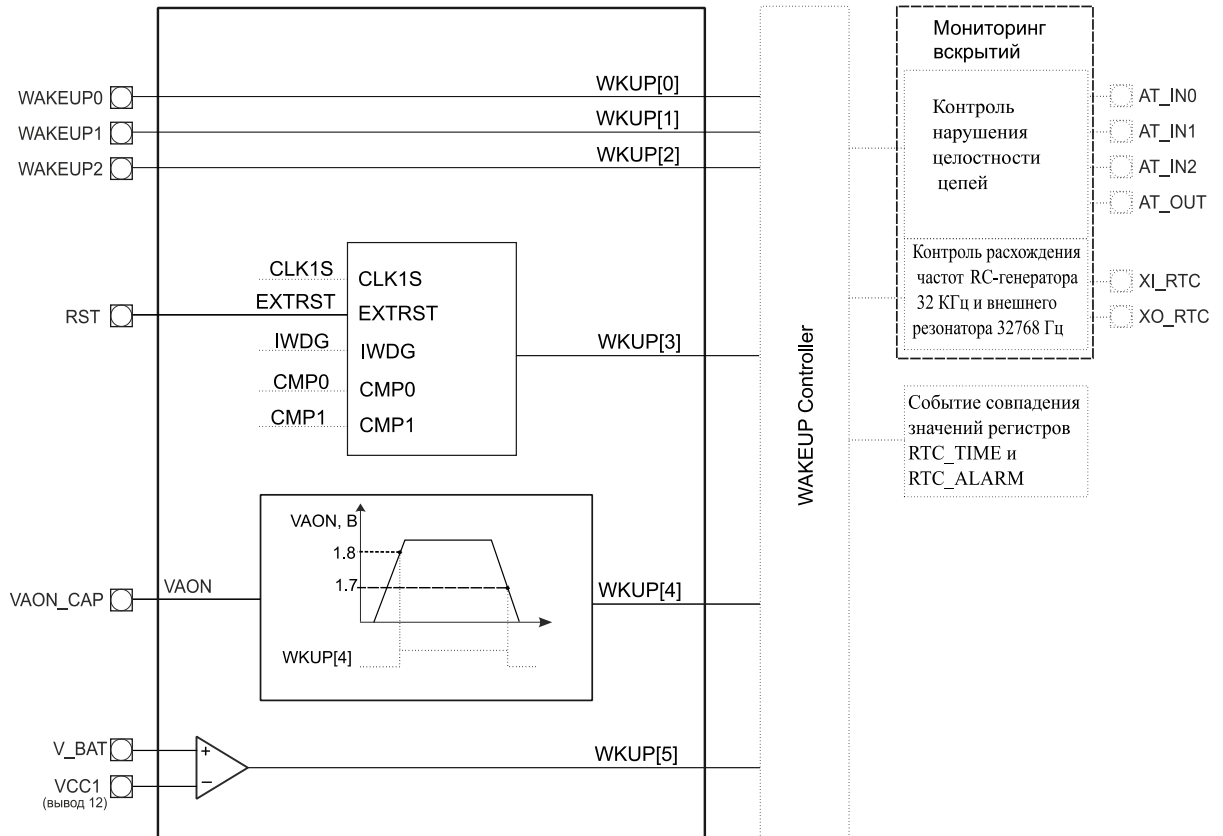 WAKEUP0
WKUP[0]
WAKEUP1
WKUP[1]
WAKEUP2
WKUP[2]
RST
CLK1S
EXTRST
IWDG
CMP0
CMP1
CLK1S
EXTRST
IWDG
CMP0
CMP1
WKUP[3]
VAON_CAP
VAON
VAON, В
1.8
1.7
WKUP[4]
WKUP[4]
V_BAT
+
VCC1
(вывод 12)
−
WKUP[5]
WAKEUP Controller
Мониторинг
вскрытий
Контроль
нарушения
целостности
цепей
AT_IN0
AT_IN1
AT_IN2
AT_OUT
Контроль расхождения
частот RC-генератора
32 КГц и внешнего
резонатора 32768 Гц
XI_RTC
XO_RTC
Событие совпадения
значений регистров
RTC_TIME и
RTC_ALARM